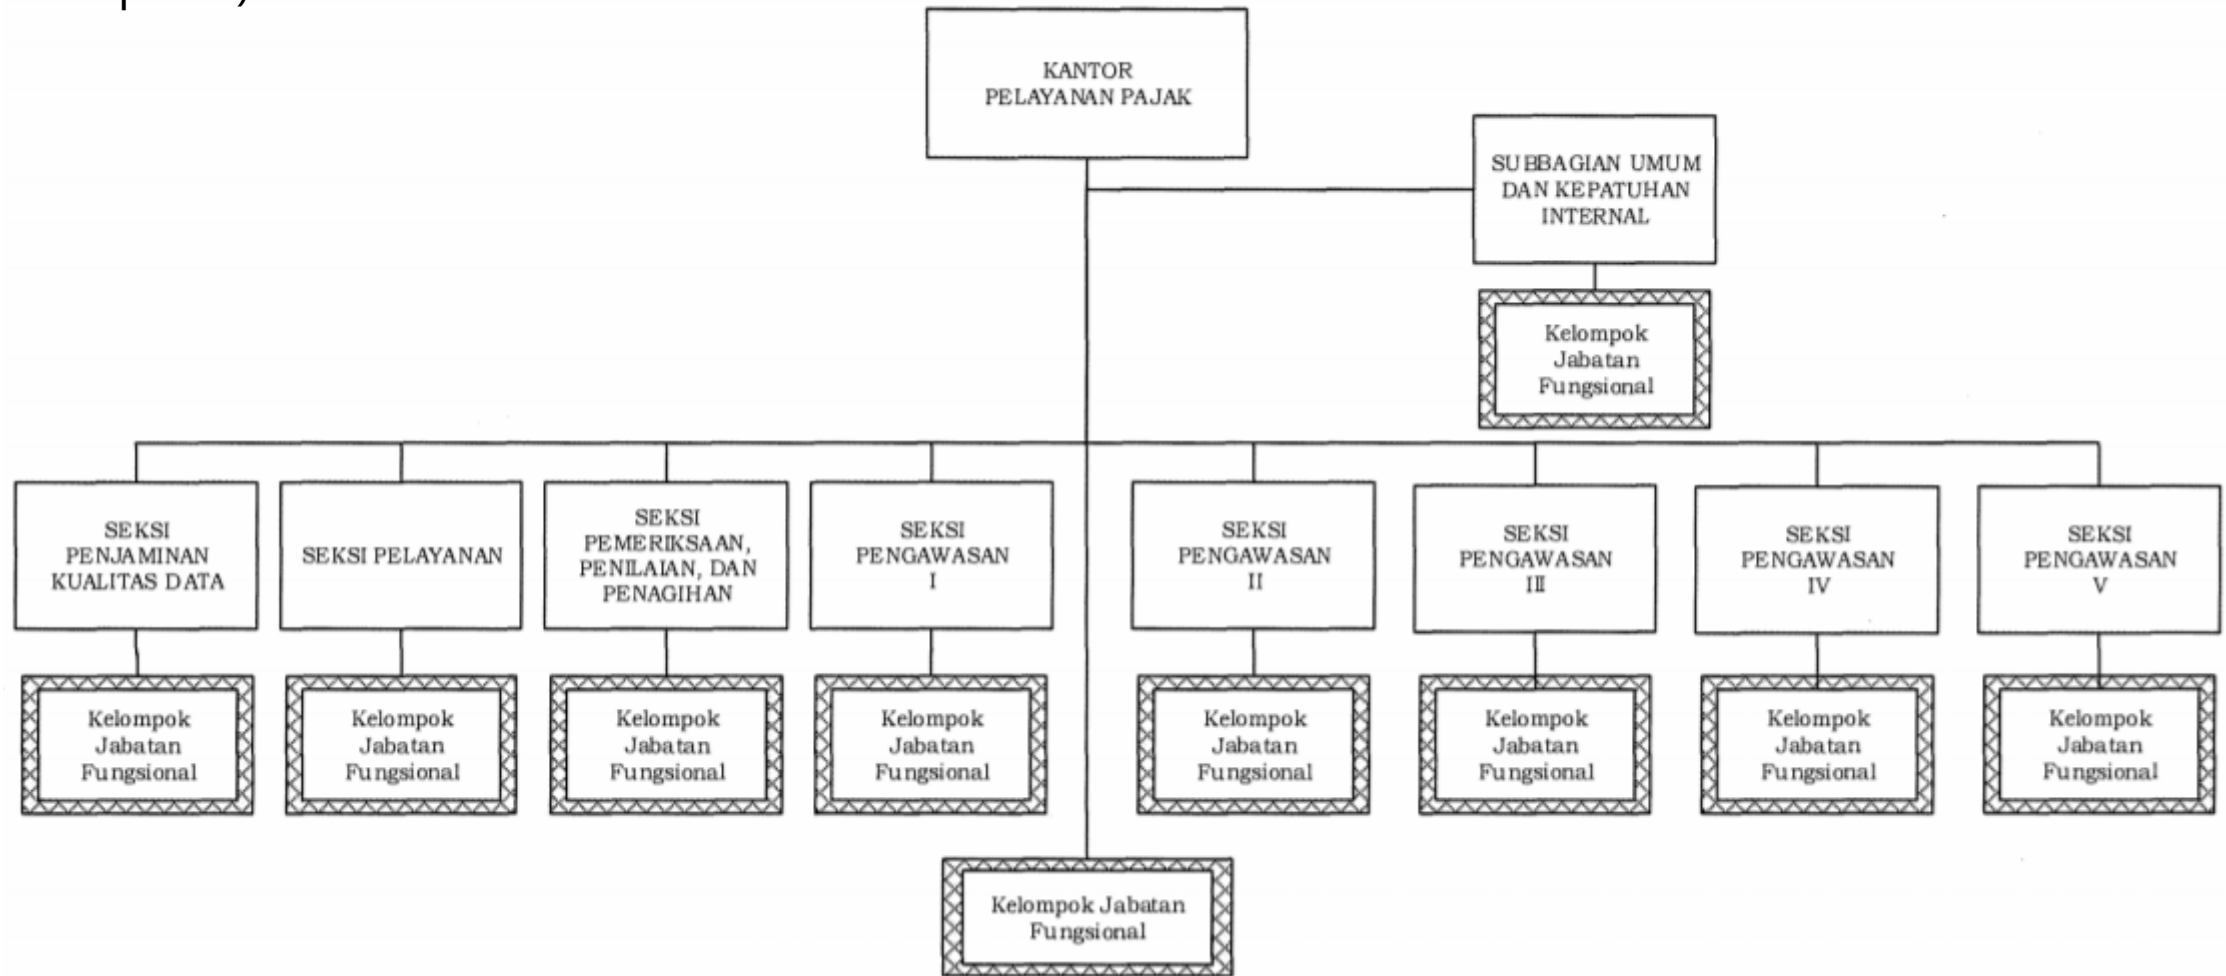 KANTOR
PELAYANAN PAJAK
SUBBAGIAN UMUM
DAN KEPATUHAN
INTERNAL
Kelompok
Jabatan
Fungsional
SEKSI
PENJAMINAN
KUALITAS DATA
SEKSI PELAYANAN
SEKSI
PEMERIKSAAN,
PENILAIAN, DAN
PENAGIHAN
SEKSI
PENGAWASAN
I
SEKSI
PENGAWASAN
II
SEKSI
PENGAWASAN
III
SEKSI
PENGAWASAN
IV
SEKSI
PENGAWASAN
V
Kelompok
Jabatan
Fungsional
Kelompok
Jabatan
Fungsional
Kelompok
Jabatan
Fungsional
Kelompok
Jabatan
Fungsional
Kelompok
Jabatan
Fungsional
Kelompok
Jabatan
Fungsional
Kelompok
Jabatan
Fungsional
Kelompok
Jabatan
Fungsional
Kelompok Jabatan
Fungsional